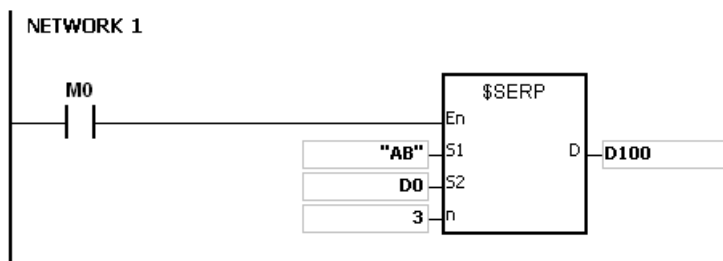 NETWORK 1
M0
$SERP
En
"AB" S1 D D100
D0 S2
3 n